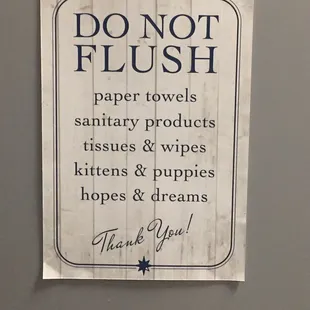 DO NOT
FLUSH
paper towels
sanitary products
tissues & wipes
kittens & puppies
hopes & dreams
Thank You!